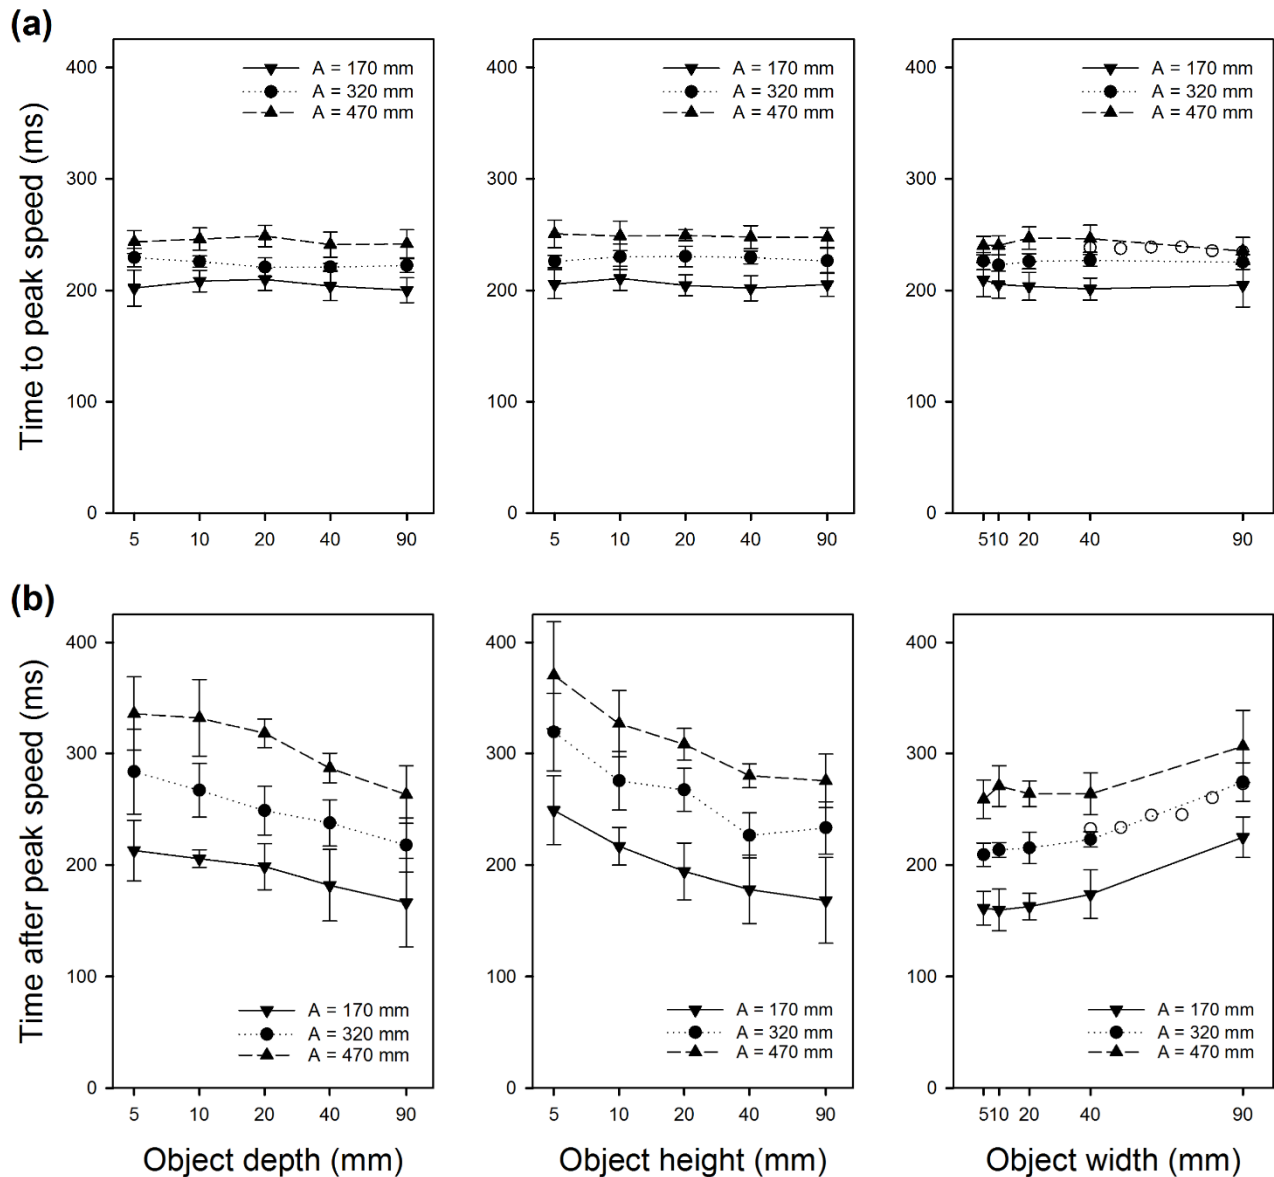 (a)
Time to peak speed (ms)
400
300
200
100
0
A = 170 mm
A = 320 mm
A = 470 mm
5 10 20 40 90
400
300
200
100
0
A = 170 mm
A = 320 mm
A = 470 mm
5 10 20 40 90
400
300
200
100
0
A = 170 mm
A = 320 mm
A = 470 mm
5 10 20 40 90
(b)
Time after peak speed (ms)
400
300
200
100
0
A = 170 mm
A = 320 mm
A = 470 mm
5 10 20 40 90
Object depth (mm)
400
300
200
100
0
A = 170 mm
A = 320 mm
A = 470 mm
5 10 20 40 90
Object height (mm)
400
300
200
100
0
A = 170 mm
A = 320 mm
A = 470 mm
5 10 20 40 90
Object width (mm)